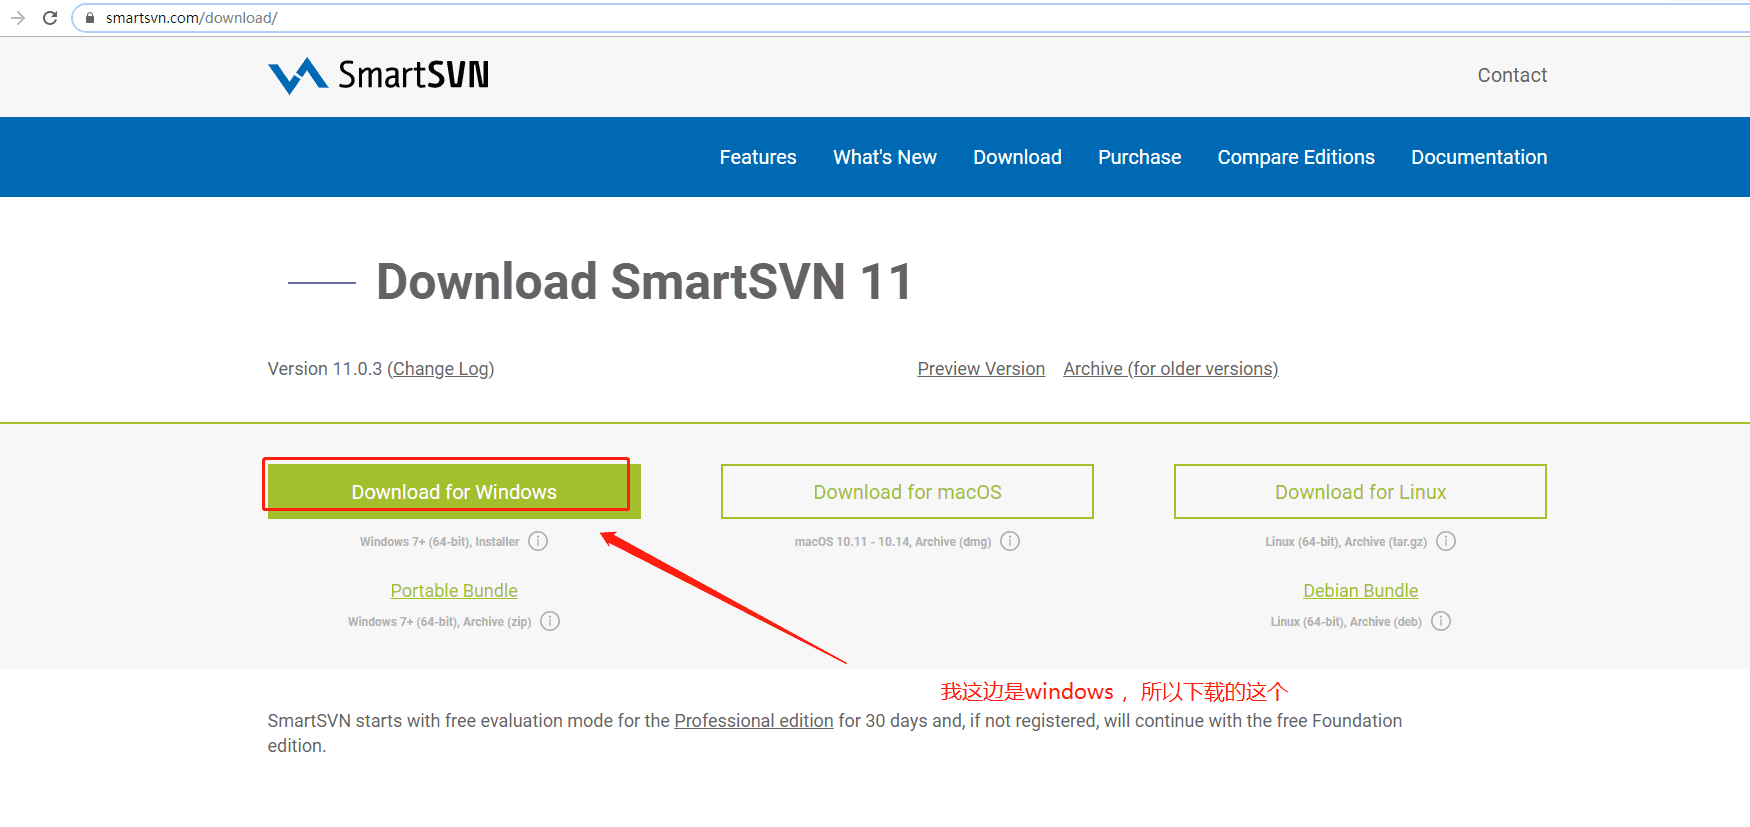 smartsvn.com/download/
SmartSVN
Contact
Features What's New Download Purchase Compare Editions Documentation
Download SmartSVN 11
Version 11.0.3 (Change Log) Preview Version Archive (for older versions)
Download for Windows Download for macOS Download for Linux
Windows 7+ (64-bit), Installer macOS 10.11 - 10.14, Archive (dmg) Linux (64-bit), Archive (tar.gz)
Portable Bundle Debian Bundle
Windows 7+ (64-bit), Archive (zip) Linux (64-bit), Archive (deb)
我这边是windows ，所以下载的这个
SmartSVN starts with free evaluation mode for the Professional edition for 30 days and, if not registered, will continue with the free Foundation
edition.